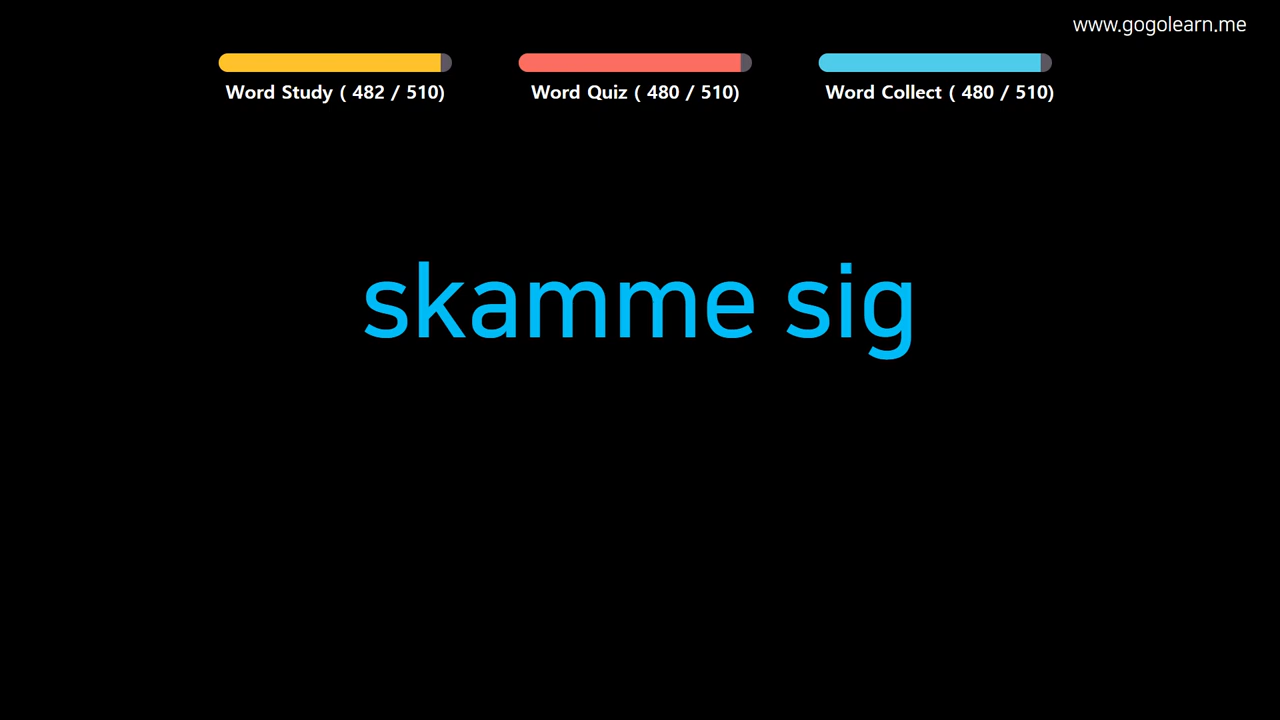 www.gogolearn.me
Word Study ( 482 / 510)
Word Quiz ( 480 / 510)
Word Collect ( 480 / 510)
skamme sig